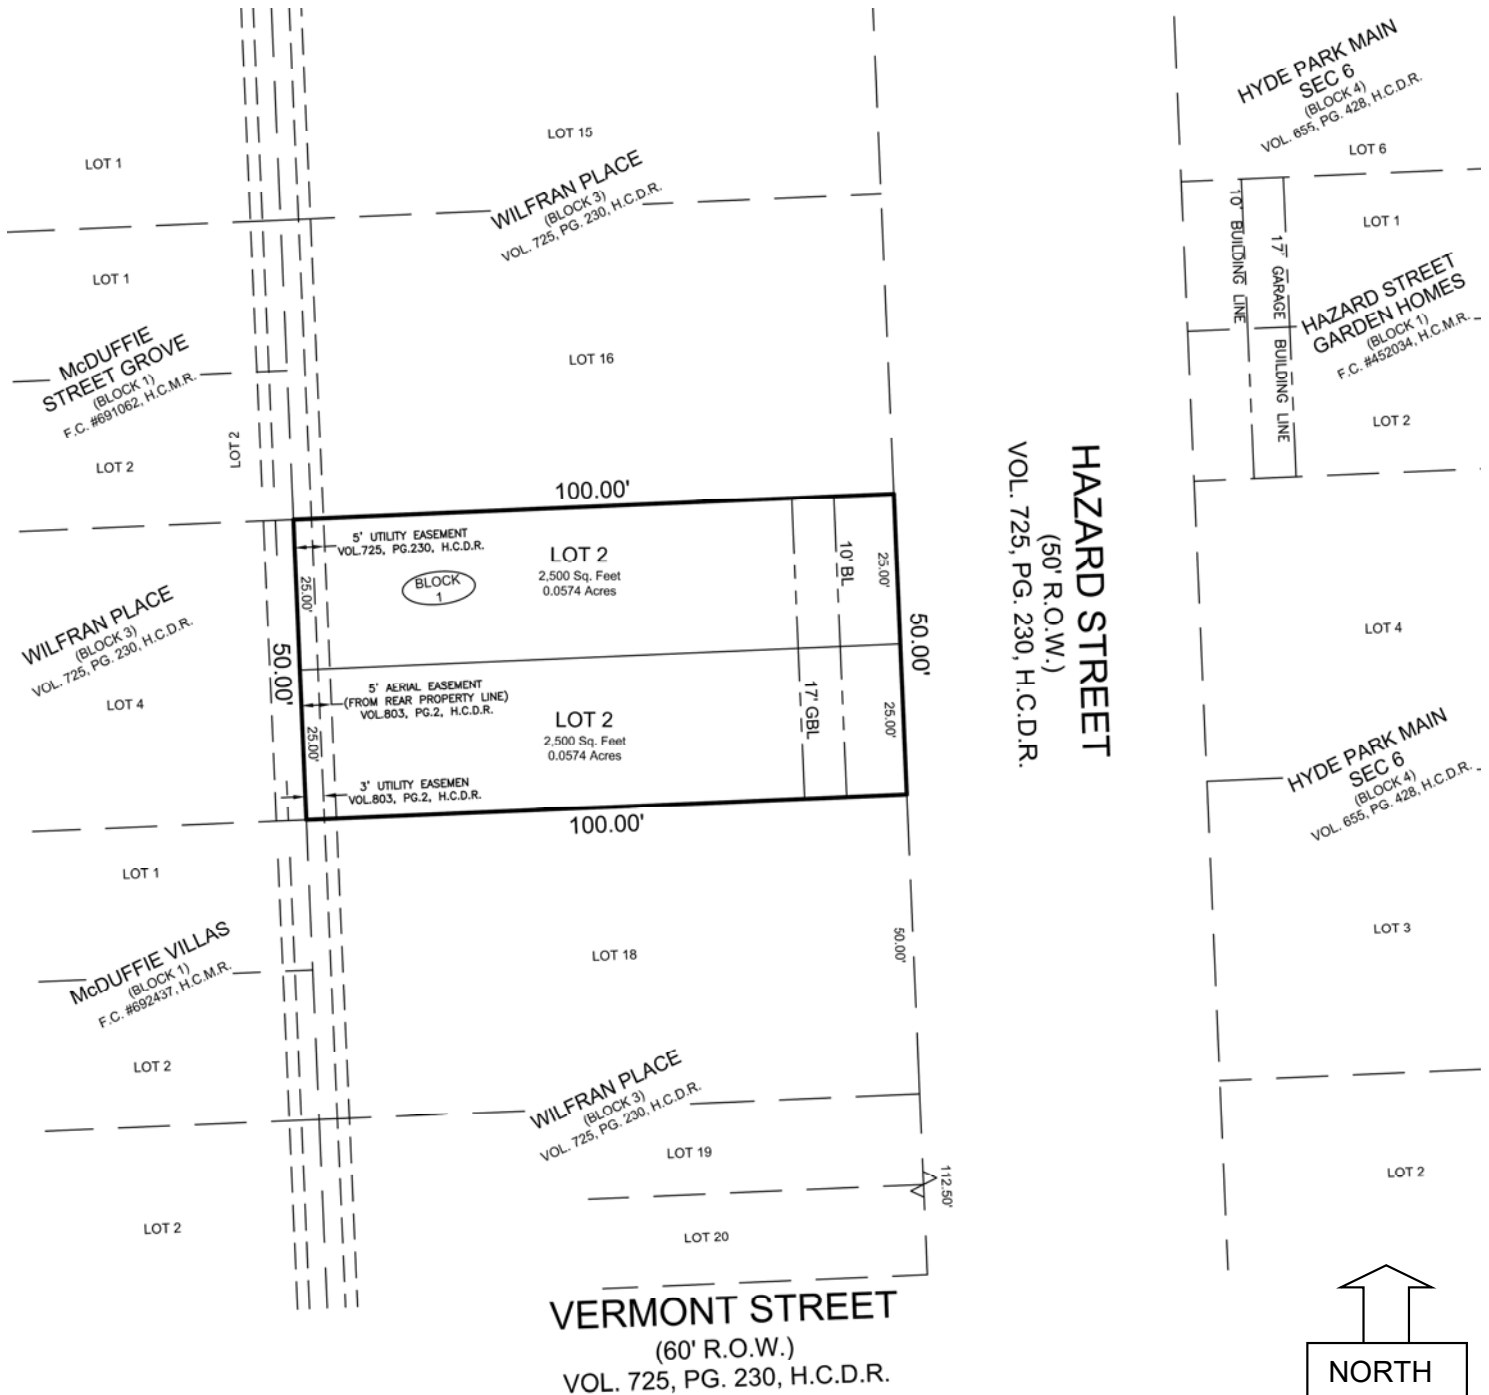 HYDE PARK MAIN
SEC 6
(BLOCK 4)
VOL. 655, PG. 428, H.C.D.R.
LOT 6
LOT 15
LOT 1
WILFRAN PLACE
(BLOCK 3)
VOL. 725, PG. 230, H.C.D.R.
10' BUILDING LINE
17' GARAGE BUILDING LINE
LOT 1
LOT 1
HAZARD STREET
GARDEN HOMES
(BLOCK 1)
F.C. #452034, H.C.M.R.
McDUFFIE
STREET GROVE
(BLOCK 1)
F.C. #691062, H.C.M.R.
LOT 16
LOT 2
LOT 2
LOT 2
100.00'
HAZARD STREET
(50' R.O.W.)
VOL. 725, PG. 230, H.C.D.R.
5' UTILITY EASEMENT
VOL.725, PG.230, H.C.D.R.
LOT 2
2,500 Sq. Feet
0.0574 Acres
10' BL
25.00'
25.00'
BLOCK
1
WILFRAN PLACE
(BLOCK 3)
VOL. 725, PG. 230, H.C.D.R.
LOT 4
50.00'
50.00'
LOT 4
5' AERIAL EASEMENT
(FROM REAR PROPERTY LINE)
VOL.803, PG.2, H.C.D.R.
LOT 2
2,500 Sq. Feet
0.0574 Acres
17' GBL
25.00'
25.00'
3' UTILITY EASEMEN
VOL.803, PG.2, H.C.D.R.
100.00'
HYDE PARK MAIN
SEC 6
(BLOCK 4)
VOL. 655, PG. 428, H.C.D.R.
LOT 1
McDUFFIE VILLAS
(BLOCK 1)
F.C. #692437, H.C.M.R.
LOT 18
50.00'
LOT 3
LOT 2
WILFRAN PLACE
(BLOCK 3)
VOL. 725, PG. 230, H.C.D.R.
LOT 19
112.50'
LOT 2
LOT 2
LOT 20
VERMONT STREET
(60' R.O.W.)
VOL. 725, PG. 230, H.C.D.R.
NORTH